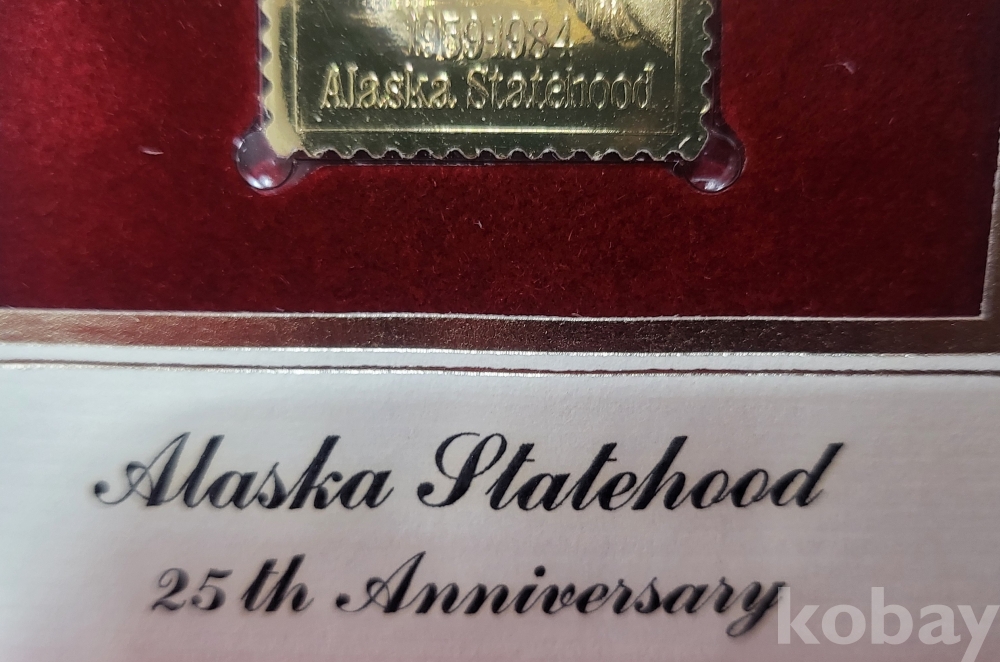 1959-1984
Alaska Statehood
Alaska Statehood
25th Anniversary
kobay